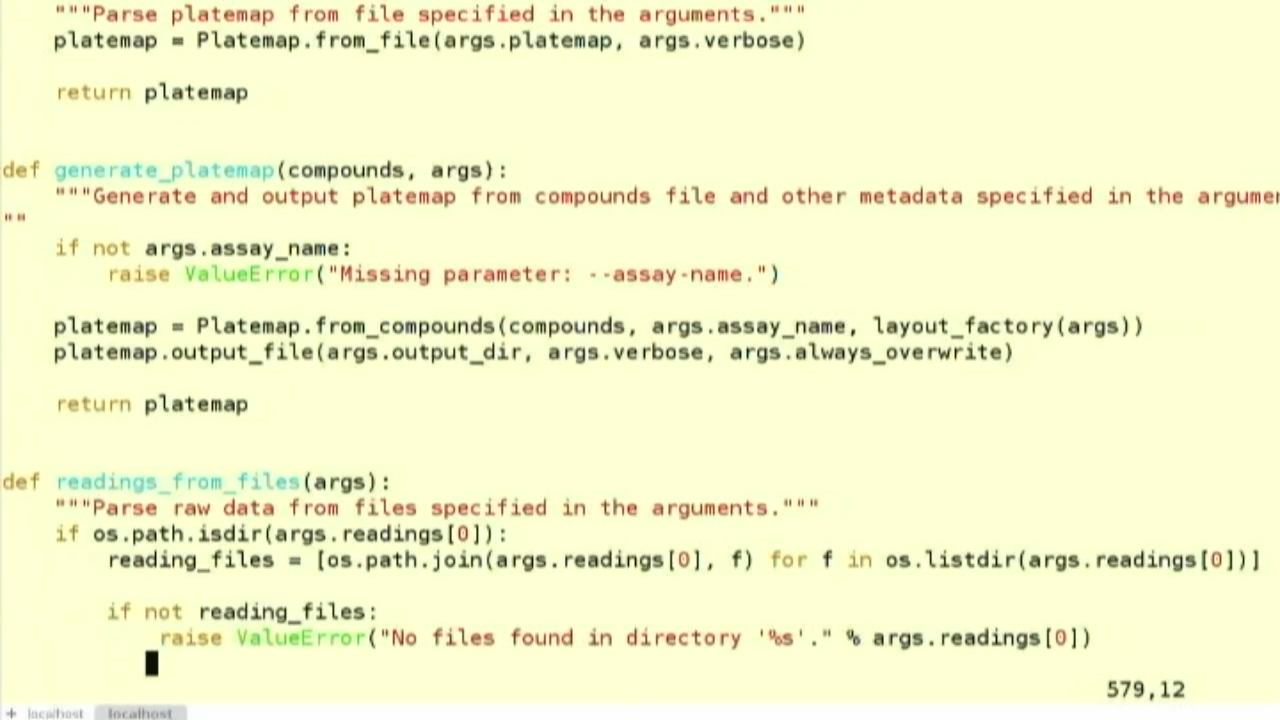 """Parse platemap from file specified in the arguments."""
    platemap = Platemap.from_file(args.platemap, args.verbose)

    return platemap


def generate_platemap(compounds, args):
    """Generate and output platemap from compounds file and other metadata specified in the argumen
""
    if not args.assay_name:
        raise ValueError("Missing parameter: --assay-name.")

    platemap = Platemap.from_compounds(compounds, args.assay_name, layout_factory(args))
    platemap.output_file(args.output_dir, args.verbose, args.always_overwrite)

    return platemap


def readings_from_files(args):
    """Parse raw data from files specified in the arguments."""
    if os.path.isdir(args.readings[0]):
        reading_files = [os.path.join(args.readings[0], f) for f in os.listdir(args.readings[0])]

        if not reading_files:
            raise ValueError("No files found in directory '%s'." % args.readings[0])
579,12
+ localhost localhost